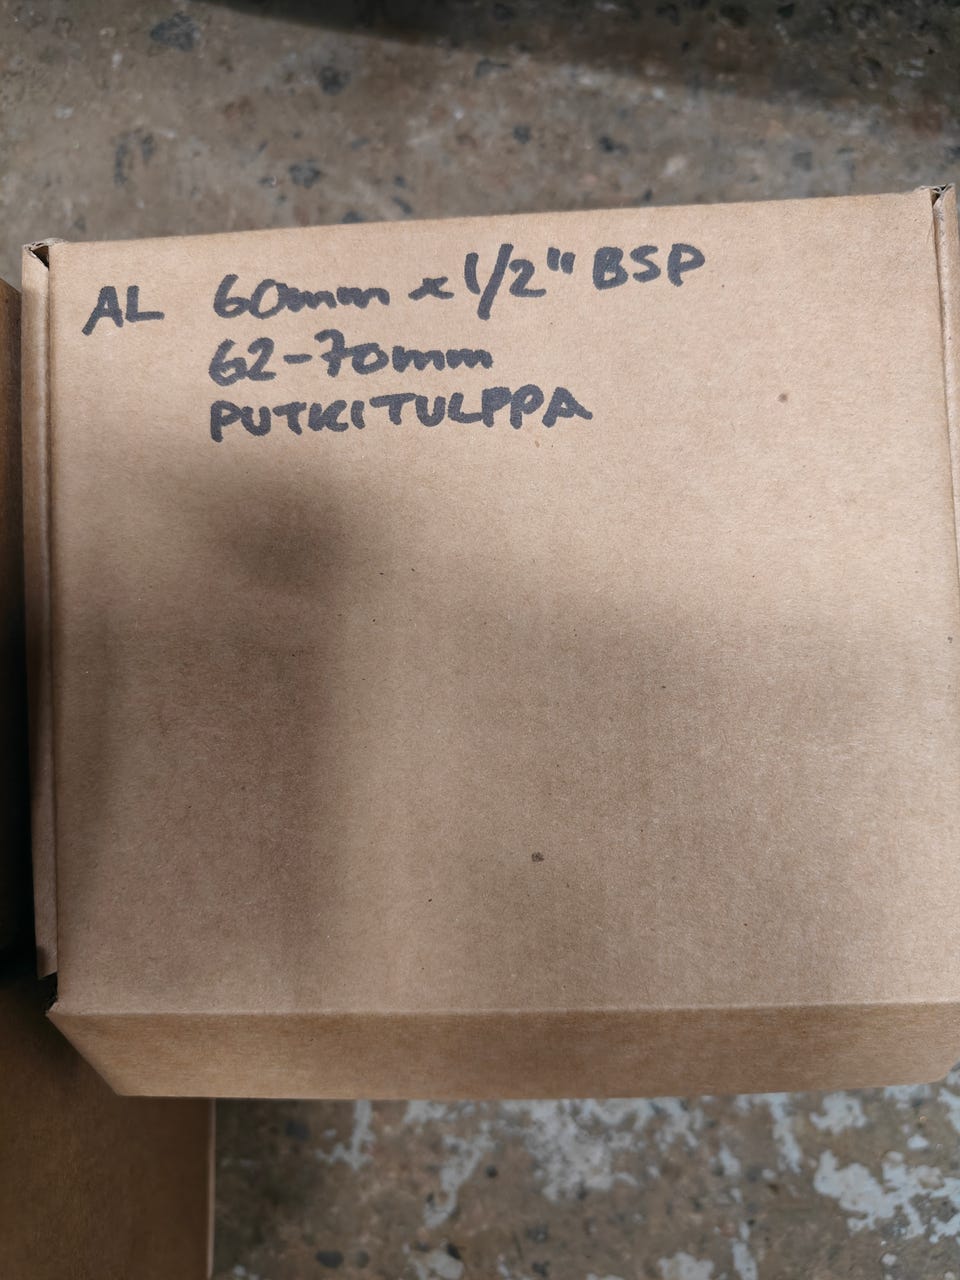 AL 60mm x 1/2" BSP
62-70mm
PUTKITULPPA